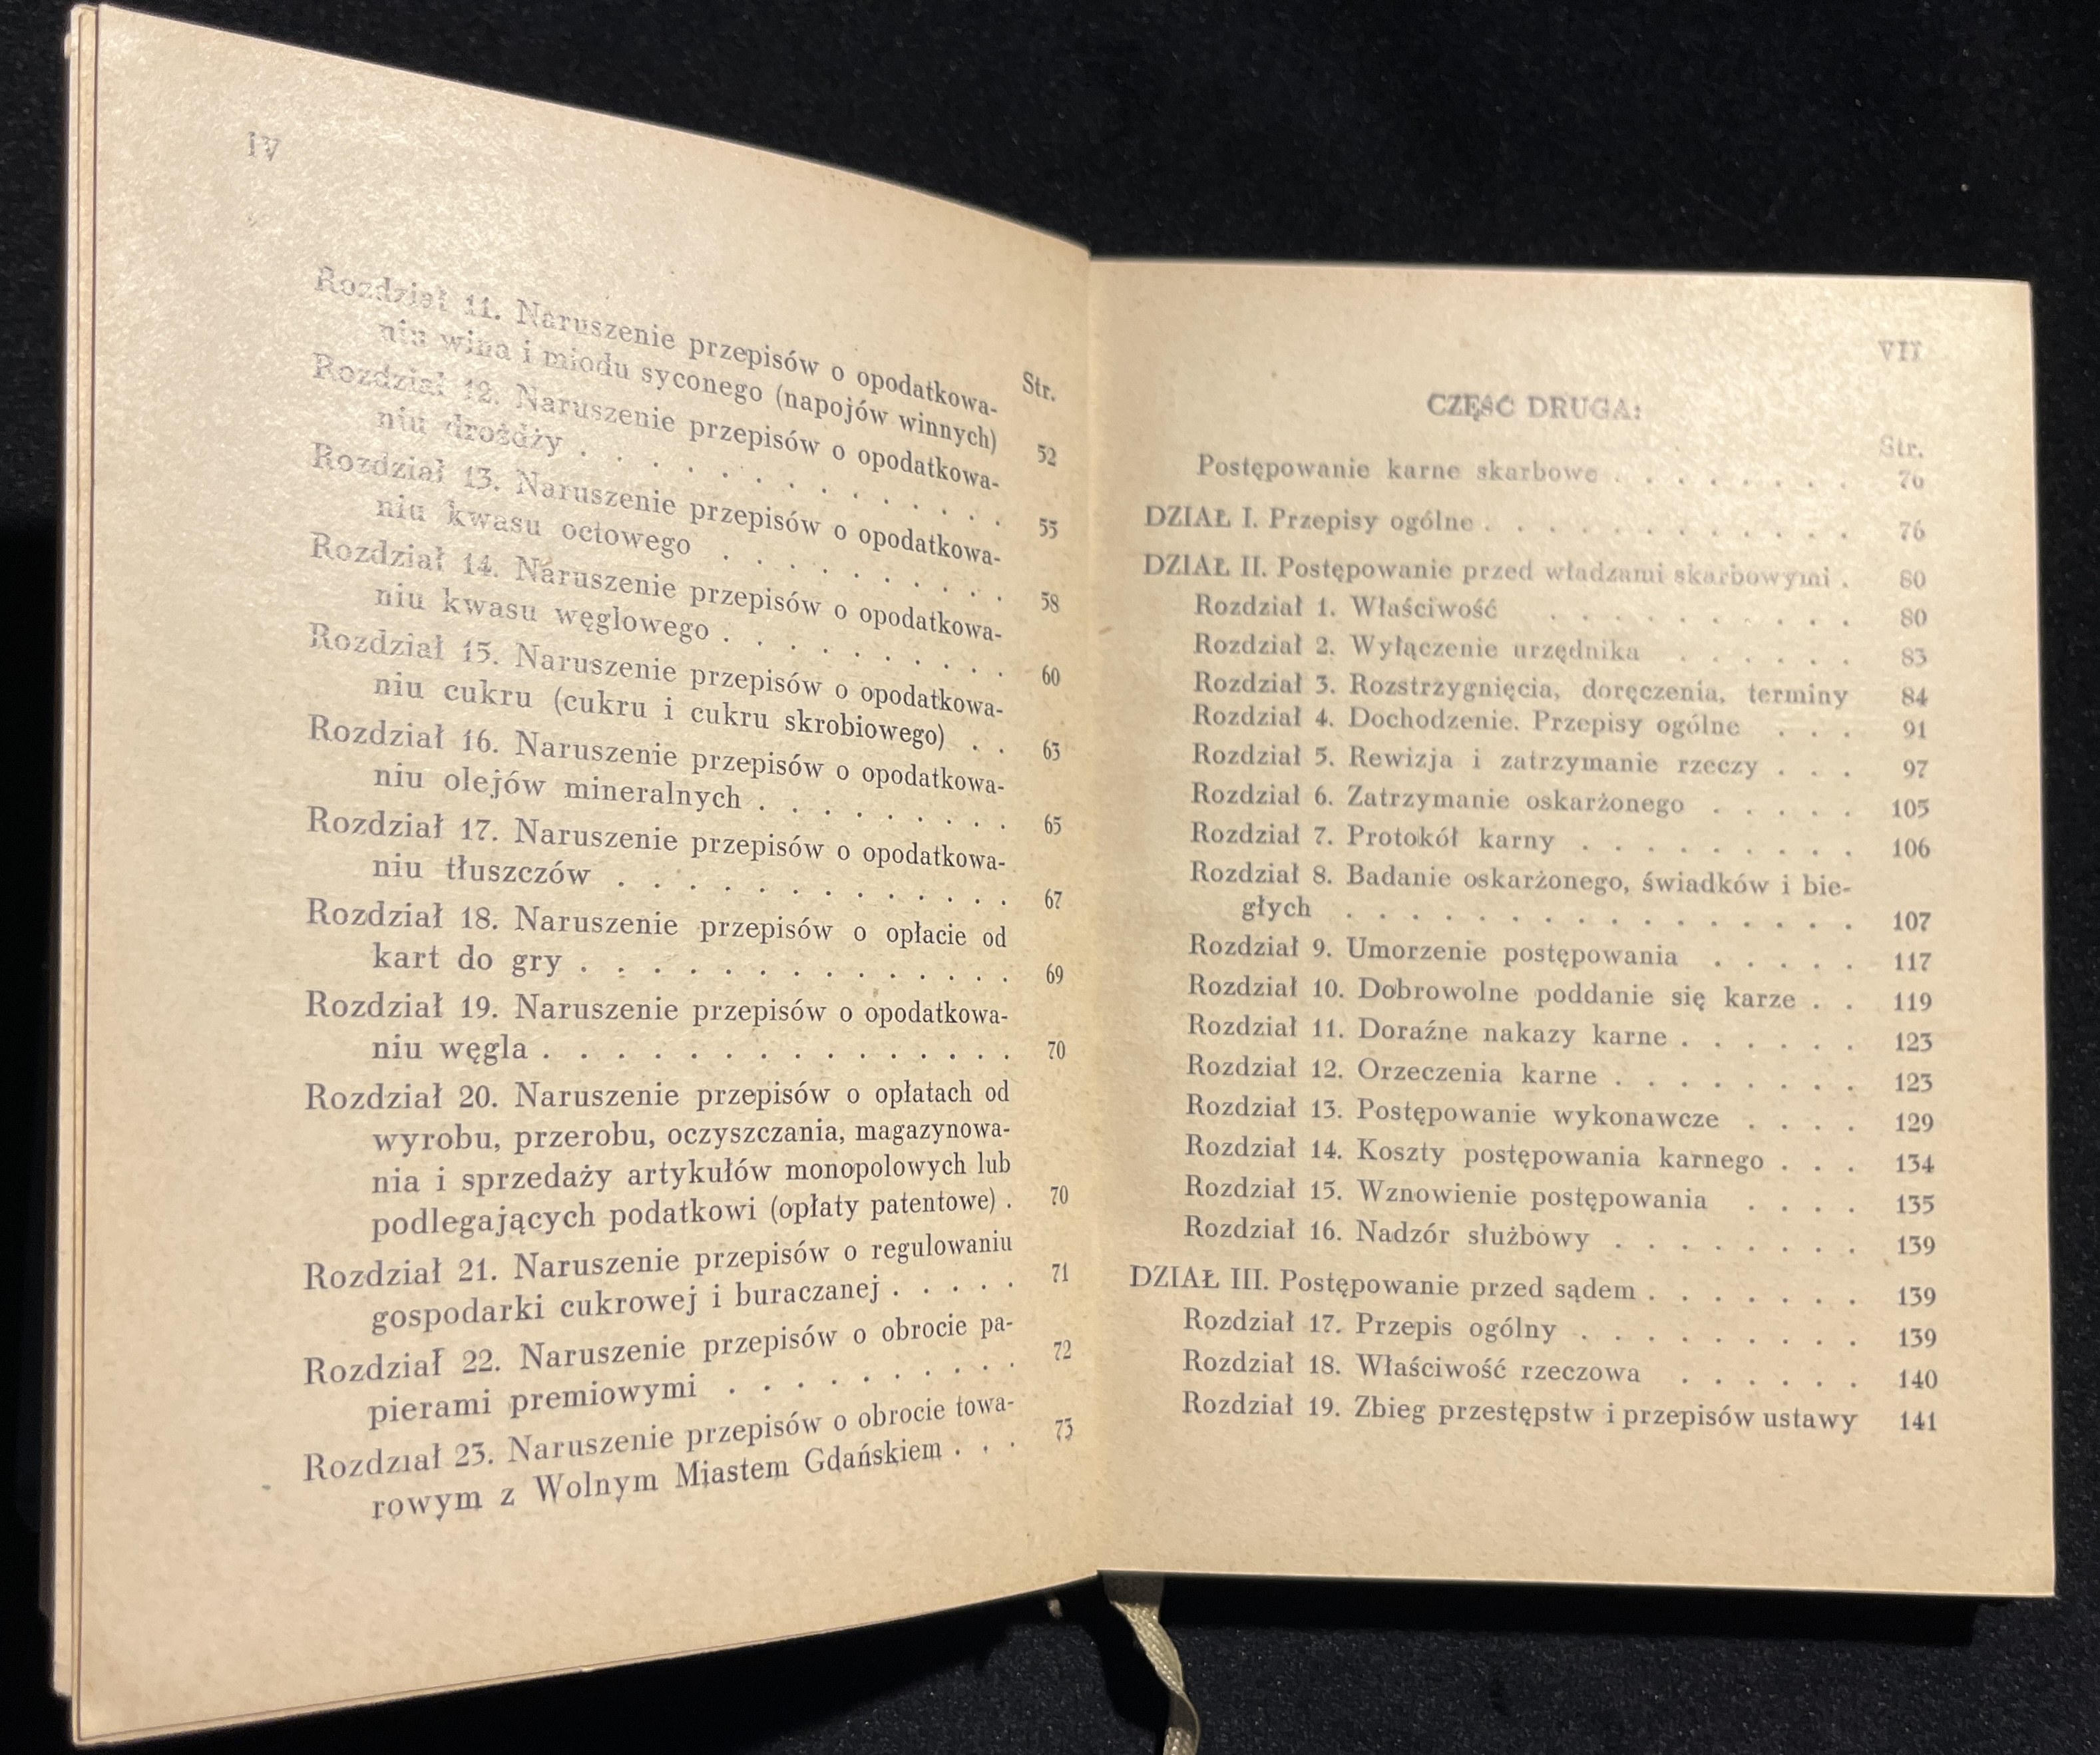 IV
Str.
Rozdział 11. Naruszenie przepisów o opodatkowa-
niu wina i miodu syconego (napojów winnych) 52
Rozdział 12. Naruszenie przepisów o opodatkowa-
niu drożdży . . . . . . . . . . . . 55
Rozdział 13. Naruszenie przepisów o opodatkowa-
niu kwasu octowego . . . . . . . . . 58
Rozdział 14. Naruszenie przepisów o opodatkowa-
niu kwasu węglowego . . . . . . . . . 60
Rozdział 15. Naruszenie przepisów o opodatkowa-
niu cukru (cukru i cukru skrobiowego) . . 63
Rozdział 16. Naruszenie przepisów o opodatkowa-
niu olejów mineralnych . . . . . . . . 65
Rozdział 17. Naruszenie przepisów o opodatkowa-
niu tłuszczów . . . . . . . . . . . . 67
Rozdział 18. Naruszenie przepisów o opłacie od
kart do gry . . . . . . . . . . . . . 69
Rozdział 19. Naruszenie przepisów o opodatkowa-
niu węgla . . . . . . . . . . . . . . 70
Rozdział 20. Naruszenie przepisów o opłatach od
wyrobu, przerobu, oczyszczania, magazynowa-
nia i sprzedaży artykułów monopolowych lub
podlegających podatkowi (opłaty patentowe) . 70
Rozdział 21. Naruszenie przepisów o regulowaniu
gospodarki cukrowej i buraczanej . . . . . 71
Rozdział 22. Naruszenie przepisów o obrocie pa-
pierami premiowymi . . . . . . . . . 72
Rozdział 23. Naruszenie przepisów o obrocie towa-
rowym z Wolnym Miastem Gdańskiem . . . 73
VII
CZĘŚĆ DRUGA:
Str.
Postępowanie karne skarbowe . . . . . . . . 76
DZIAŁ I. Przepisy ogólne . . . . . . . . . . . . 76
DZIAŁ II. Postępowanie przed władzami skarbowymi . 80
Rozdział 1. Właściwość . . . . . . . . . . 80
Rozdział 2. Wyłączenie urzędnika . . . . . . 83
Rozdział 3. Rozstrzygnięcia, doręczenia, terminy 84
Rozdział 4. Dochodzenie. Przepisy ogólne . . . 91
Rozdział 5. Rewizja i zatrzymanie rzeczy . . . 97
Rozdział 6. Zatrzymanie oskarżonego . . . . . 105
Rozdział 7. Protokół karny . . . . . . . . . 106
Rozdział 8. Badanie oskarżonego, świadków i bie-
głych . . . . . . . . . . . . . . . . 107
Rozdział 9. Umorzenie postępowania . . . . . 117
Rozdział 10. Dobrowolne poddanie się karze . . 119
Rozdział 11. Doraźne nakazy karne . . . . . . 123
Rozdział 12. Orzeczenia karne . . . . . . . . 123
Rozdział 13. Postępowanie wykonawcze . . . . 129
Rozdział 14. Koszty postępowania karnego . . . 134
Rozdział 15. Wznowienie postępowania . . . . 135
Rozdział 16. Nadzór służbowy . . . . . . . . 139
DZIAŁ III. Postępowanie przed sądem . . . . . . . 139
Rozdział 17. Przepis ogólny . . . . . . . . . 139
Rozdział 18. Właściwość rzeczowa . . . . . . 140
Rozdział 19. Zbieg przestępstw i przepisów ustawy 141